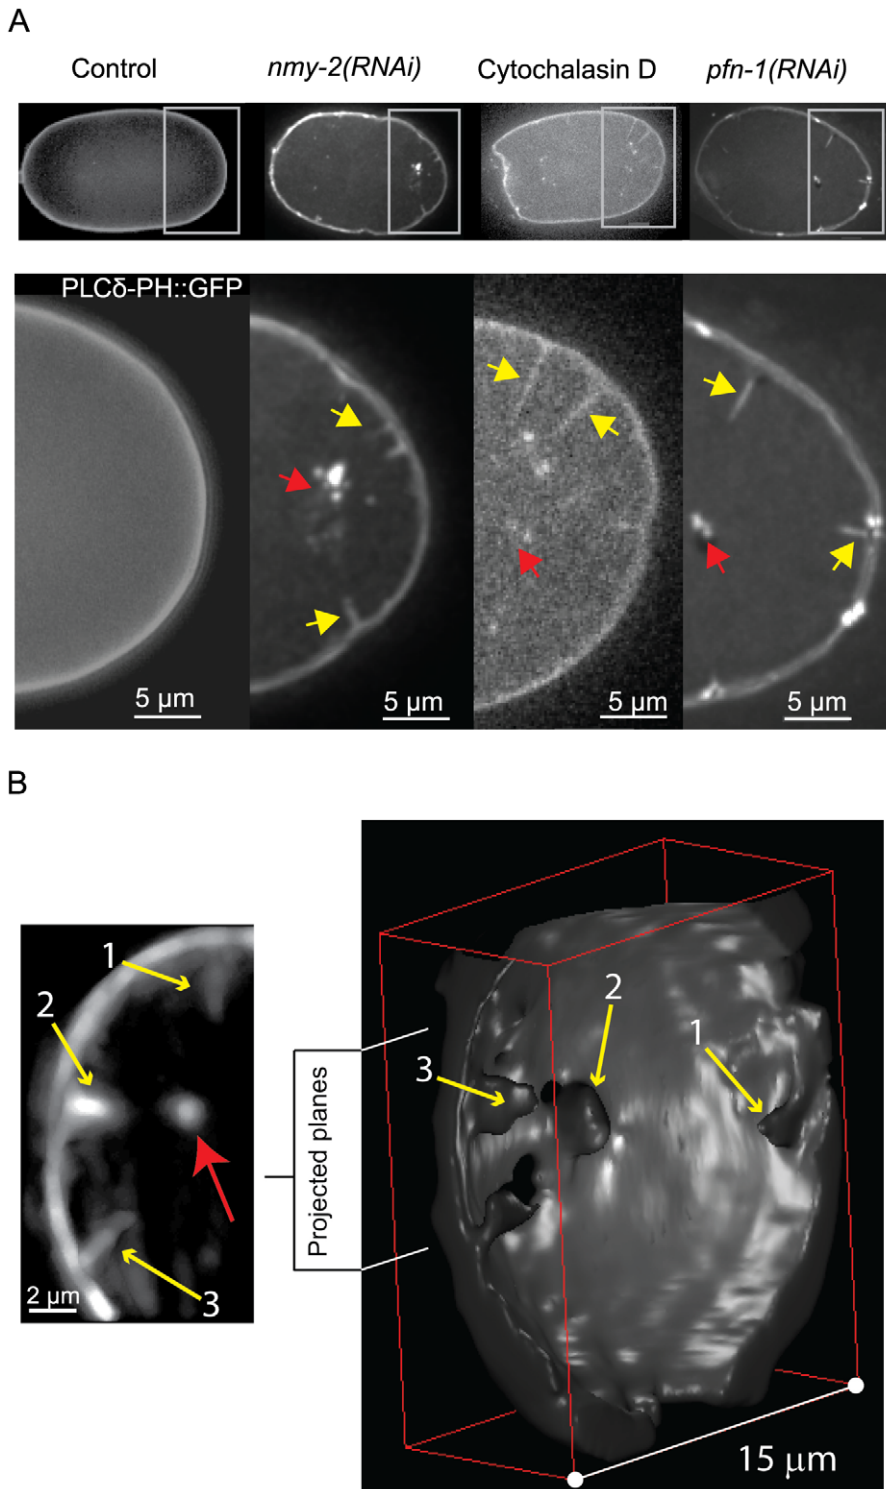 A
Control nmy-2(RNAi) Cytochalasin D pfn-1(RNAi)
PLCδ-PH::GFP
5 μm 5 μm 5 μm 5 μm
B
1
2
3
2 μm
Projected planes
2
1
3
15 μm